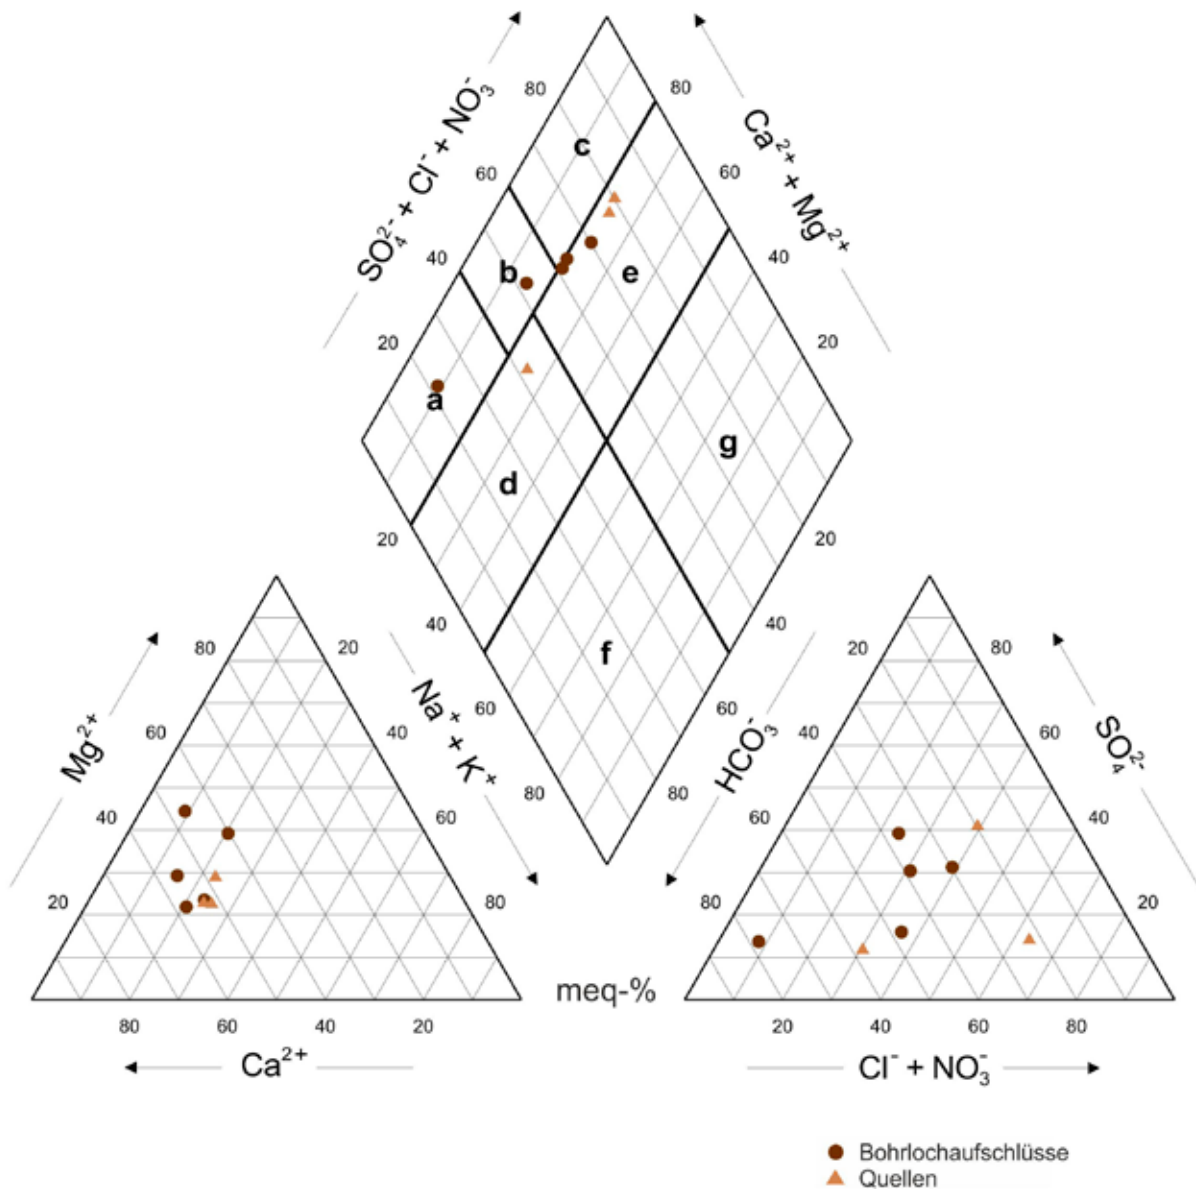 80
80
SO₄²⁻ + Cl⁻ + NO₃⁻
Ca²⁺ + Mg²⁺
c
60
60
40
b
e
40
20
20
a
g
d
20
20
40
40
f
60
60
80
80
Mg²⁺
Na⁺ + K⁺
80
20
60
40
40
60
20
80
HCO₃⁻
SO₄²⁻
20
80
40
60
60
40
80
20
meq-%
80
60
40
20
20
40
60
80
Ca²⁺
Cl⁻ + NO₃⁻
Bohrlochaufschlüsse
Quellen